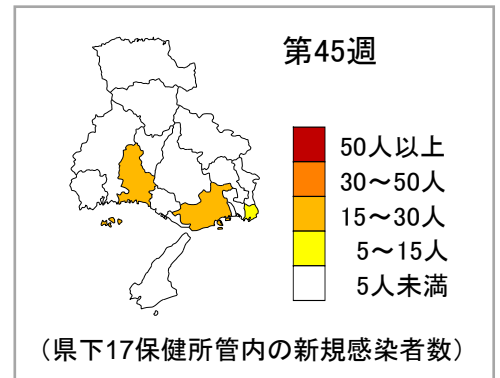 第45週
50人以上
30～50人
15～30人
5～15人
5人未満
（県下17保健所管内の新規感染者数）